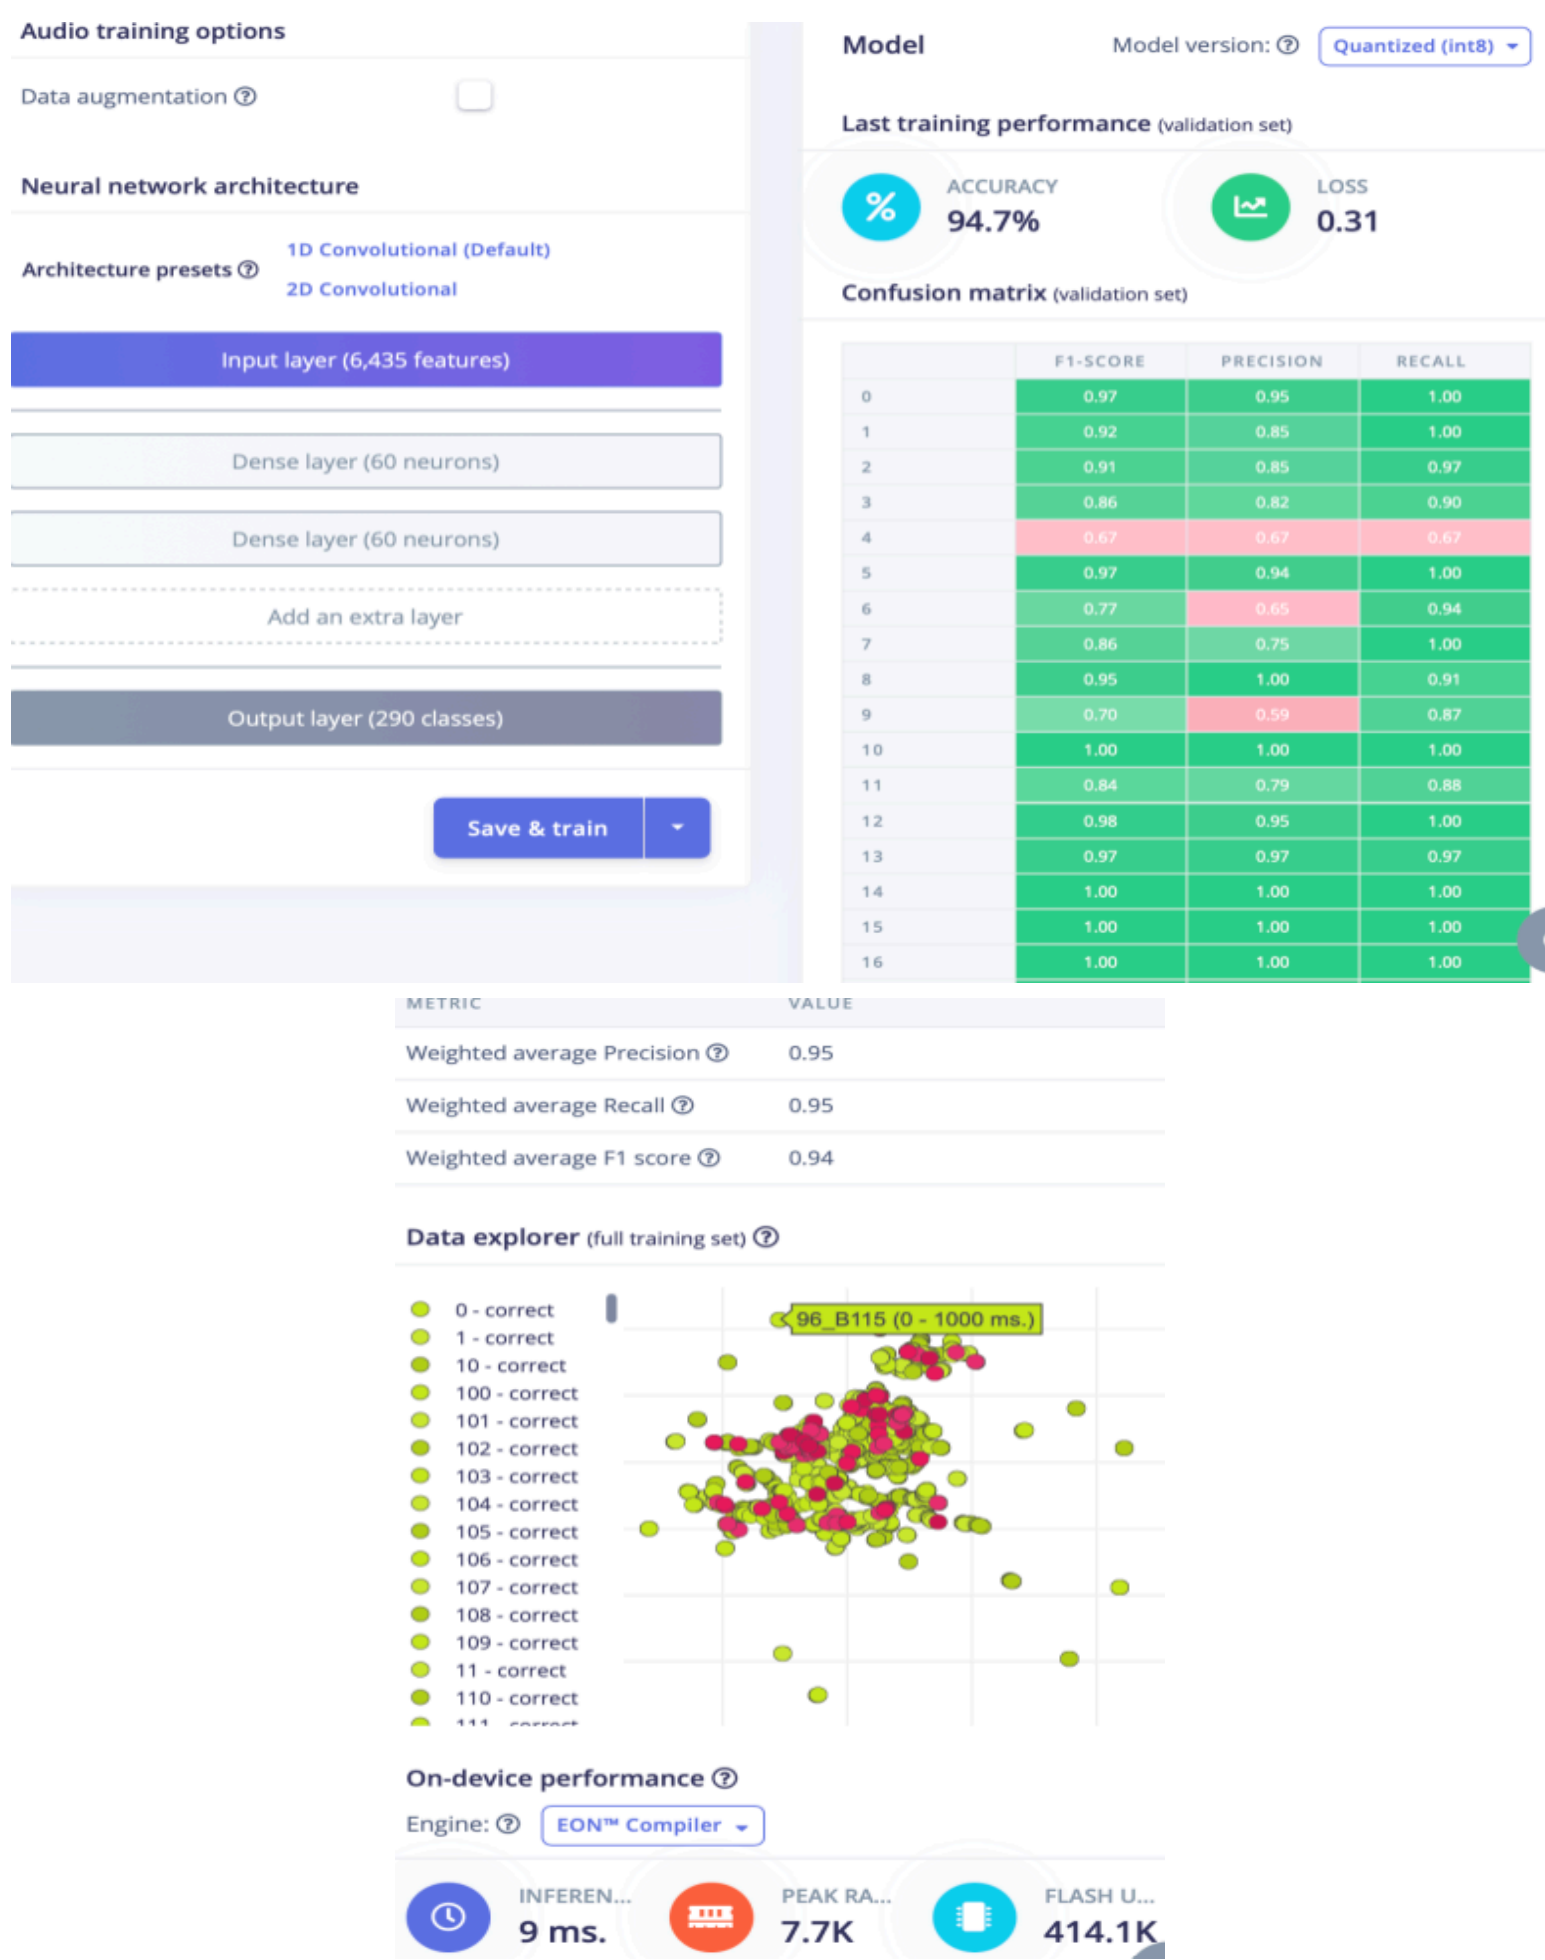 Audio training options
Data augmentation
Neural network architecture
Architecture presets
1D Convolutional (Default)
2D Convolutional
Input layer (6,435 features)
Dense layer (60 neurons)
Dense layer (60 neurons)
Add an extra layer
Output layer (290 classes)
Save & train
Model
Model version: Quantized (int8)
Last training performance (validation set)
ACCURACY
94.7%
LOSS
0.31
Confusion matrix (validation set)
F1-SCORE PRECISION RECALL
0 0.97 0.95 1.00
1 0.92 0.85 1.00
2 0.91 0.85 0.97
3 0.86 0.82 0.90
4 0.67 0.67 0.67
5 0.97 0.94 1.00
6 0.77 0.65 0.94
7 0.86 0.75 1.00
8 0.95 1.00 0.91
9 0.70 0.59 0.87
10 1.00 1.00 1.00
11 0.84 0.79 0.88
12 0.98 0.95 1.00
13 0.97 0.97 0.97
14 1.00 1.00 1.00
15 1.00 1.00 1.00
16 1.00 1.00 1.00
METRIC VALUE
Weighted average Precision 0.95
Weighted average Recall 0.95
Weighted average F1 score 0.94
Data explorer (full training set)
0 - correct
1 - correct
10 - correct
100 - correct
101 - correct
102 - correct
103 - correct
104 - correct
105 - correct
106 - correct
107 - correct
108 - correct
109 - correct
11 - correct
110 - correct
111 - correct
96_B115 (0 - 1000 ms.)
On-device performance
Engine: EON™ Compiler
INFEREN...
9 ms.
PEAK RA...
7.7K
FLASH U...
414.1K